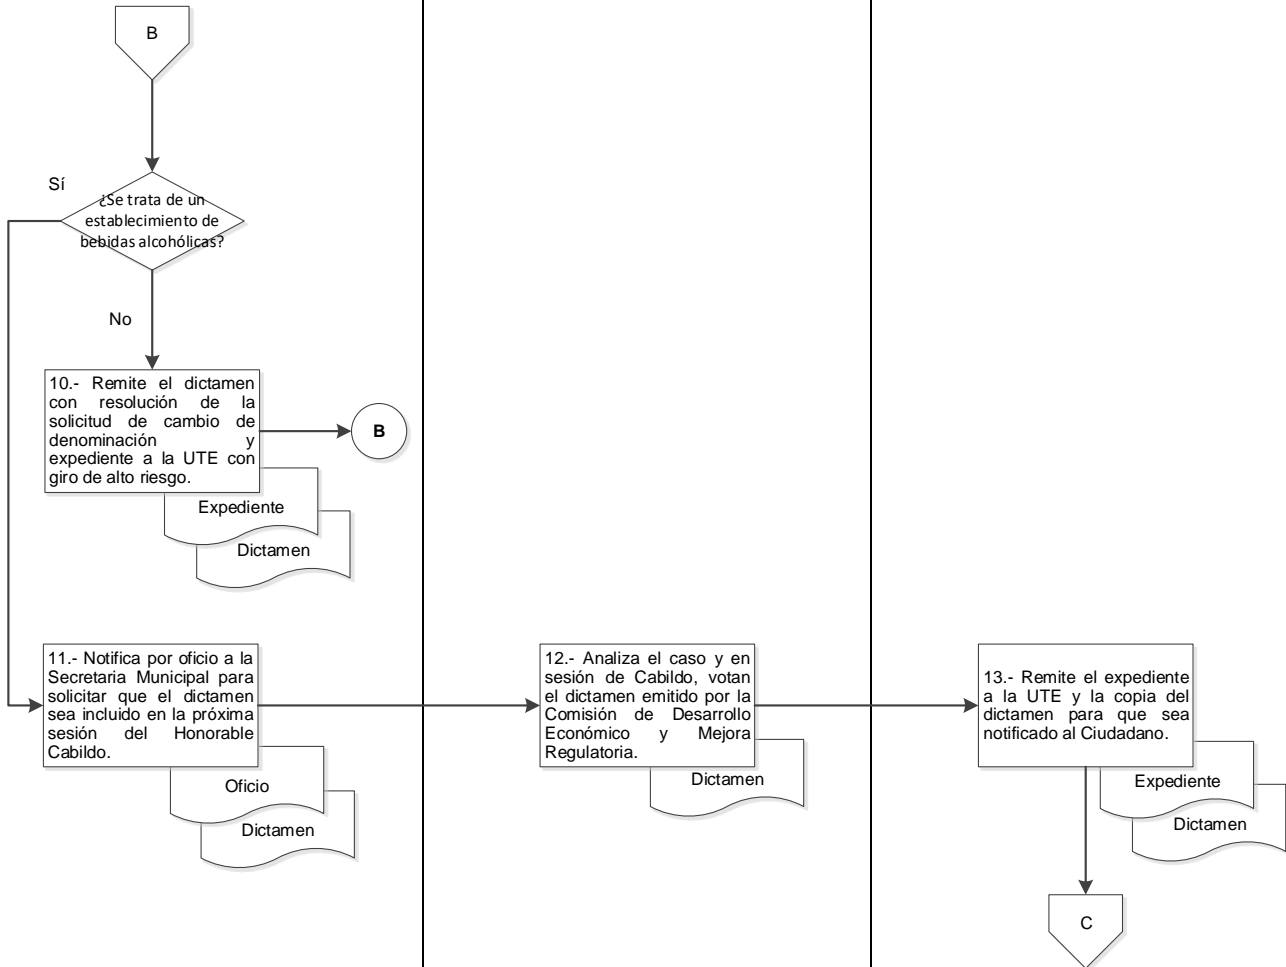 B
Sí
¿Se trata de un
establecimiento de
bebidas alcohólicas?
No
10.- Remite el dictamen
con resolución de la
solicitud de cambio de
denominación y
expediente a la UTE con
giro de alto riesgo.
B
Expediente
Dictamen
11.- Notifica por oficio a la
Secretaria Municipal para
solicitar que el dictamen
sea incluido en la próxima
sesión del Honorable
Cabildo.
Oficio
Dictamen
12.- Analiza el caso y en
sesión de Cabildo, votan
el dictamen emitido por la
Comisión de Desarrollo
Económico y Mejora
Regulatoria.
Dictamen
13.- Remite el expediente
a la UTE y la copia del
dictamen para que sea
notificado al Ciudadano.
Expediente
Dictamen
C